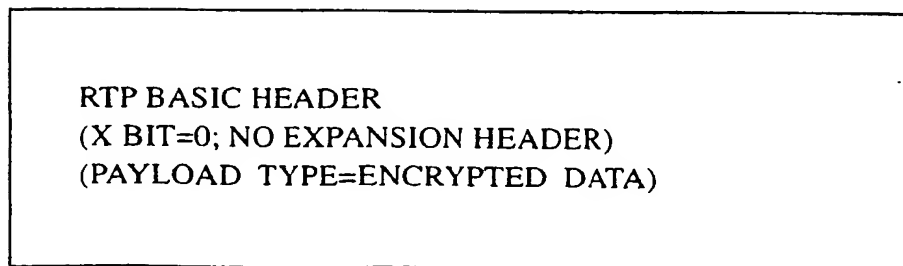 RTP BASIC HEADER
(X BIT=0; NO EXPANSION HEADER)
(PAYLOAD TYPE=ENCRYPTED DATA)